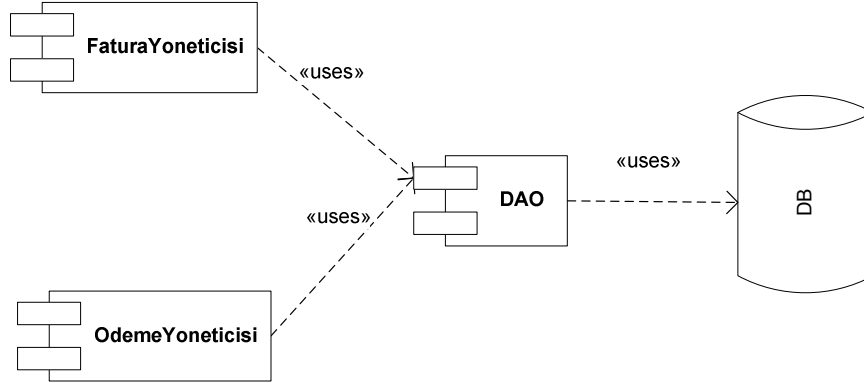 FaturaYoneticisi
«uses»
«uses»
DAO
«uses»
DB
OdemeYoneticisi